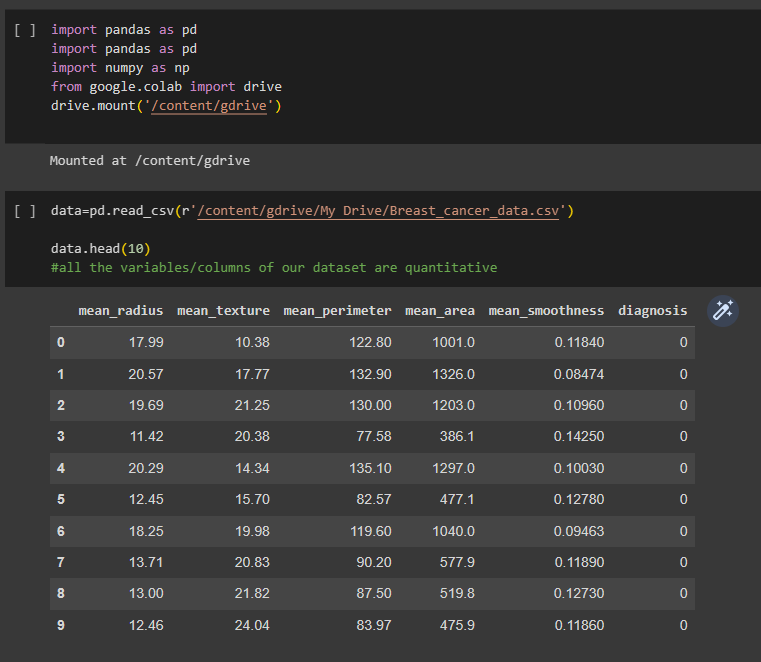 [ ] import pandas as pd
import pandas as pd
import numpy as np
from google.colab import drive
drive.mount('/content/gdrive')
Mounted at /content/gdrive
[ ] data=pd.read_csv(r'/content/gdrive/My Drive/Breast_cancer_data.csv')
data.head(10)
#all the variables/columns of our dataset are quantitative
mean_radius mean_texture mean_perimeter mean_area mean_smoothness diagnosis
0 17.99 10.38 122.80 1001.0 0.11840 0
1 20.57 17.77 132.90 1326.0 0.08474 0
2 19.69 21.25 130.00 1203.0 0.10960 0
3 11.42 20.38 77.58 386.1 0.14250 0
4 20.29 14.34 135.10 1297.0 0.10030 0
5 12.45 15.70 82.57 477.1 0.12780 0
6 18.25 19.98 119.60 1040.0 0.09463 0
7 13.71 20.83 90.20 577.9 0.11890 0
8 13.00 21.82 87.50 519.8 0.12730 0
9 12.46 24.04 83.97 475.9 0.11860 0